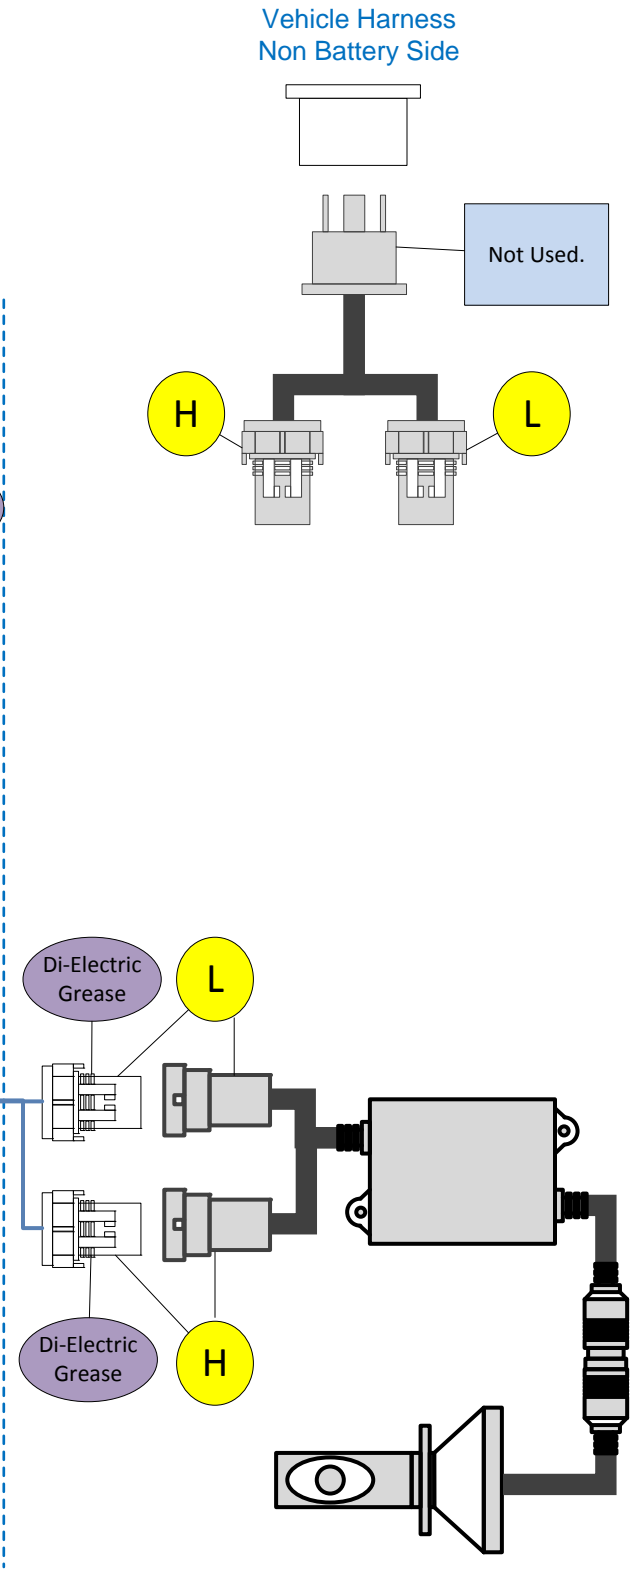 Vehicle Harness
Non Battery Side
Not Used.
H
L
Di-Electric
Grease
L
Di-Electric
Grease
H